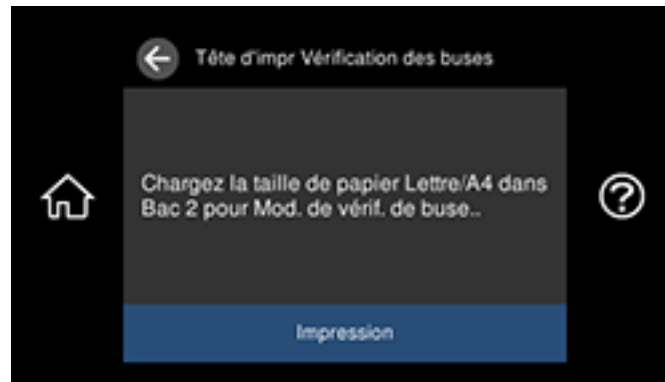 Tête d'impr Vérification des buses
Chargez la taille de papier Lettre/A4 dans
Bac 2 pour Mod. de vérif. de buse..
Impression